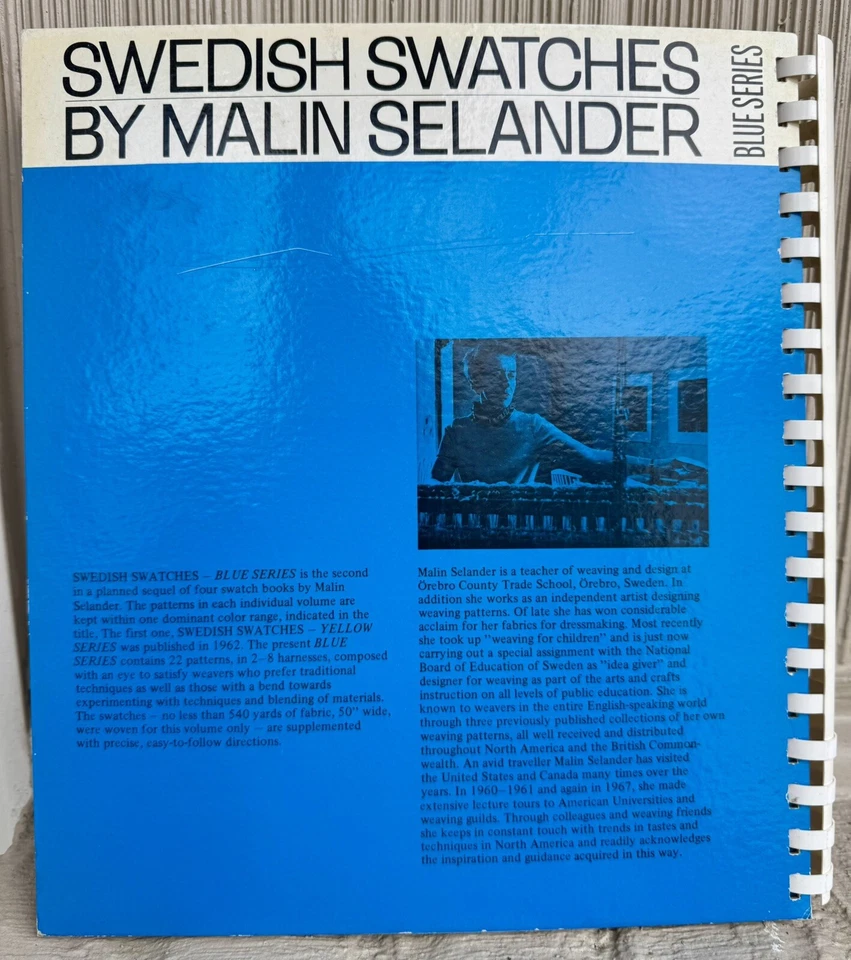 SWEDISH SWATCHES
BY MALIN SELANDER
BLUE SERIES
SWEDISH SWATCHES – BLUE SERIES is the second
in a planned sequel of four swatch books by Malin
Selander. The patterns in each individual volume are
kept within one dominant color range, indicated in the
title. The first one, SWEDISH SWATCHES – YELLOW
SERIES was published in 1962. The present BLUE
SERIES contains 22 patterns, in 2–8 harnesses, composed
with an eye to satisfy weavers who prefer traditional
techniques as well as those with a bend towards
experimenting with techniques and blending of materials.
The swatches – no less than 540 yards of fabric, 50" wide,
were woven for this volume only – are supplemented
with precise, easy-to-follow directions.
Malin Selander is a teacher of weaving and design at
Örebro County Trade School, Örebro, Sweden. In
addition she works as an independent artist designing
weaving patterns. Of late she has won considerable
acclaim for her fabrics for dressmaking. Most recently
she took up "weaving for children" and is just now
carrying out a special assignment with the National
Board of Education of Sweden as "idea giver" and
designer for weaving as part of the arts and crafts
instruction on all levels of public education. She is
known to weavers in the entire English-speaking world
through three previously published collections of her own
weaving patterns, all well received and distributed
throughout North America and the British Common-
wealth. An avid traveller Malin Selander has visited
the United States and Canada many times over the
years. In 1960–1961 and again in 1967, she made
extensive lecture tours to American Universities and
weaving guilds. Through colleagues and weaving friends
she keeps in constant touch with trends in tastes and
techniques in North America and readily acknowledges
the inspiration and guidance acquired in this way.